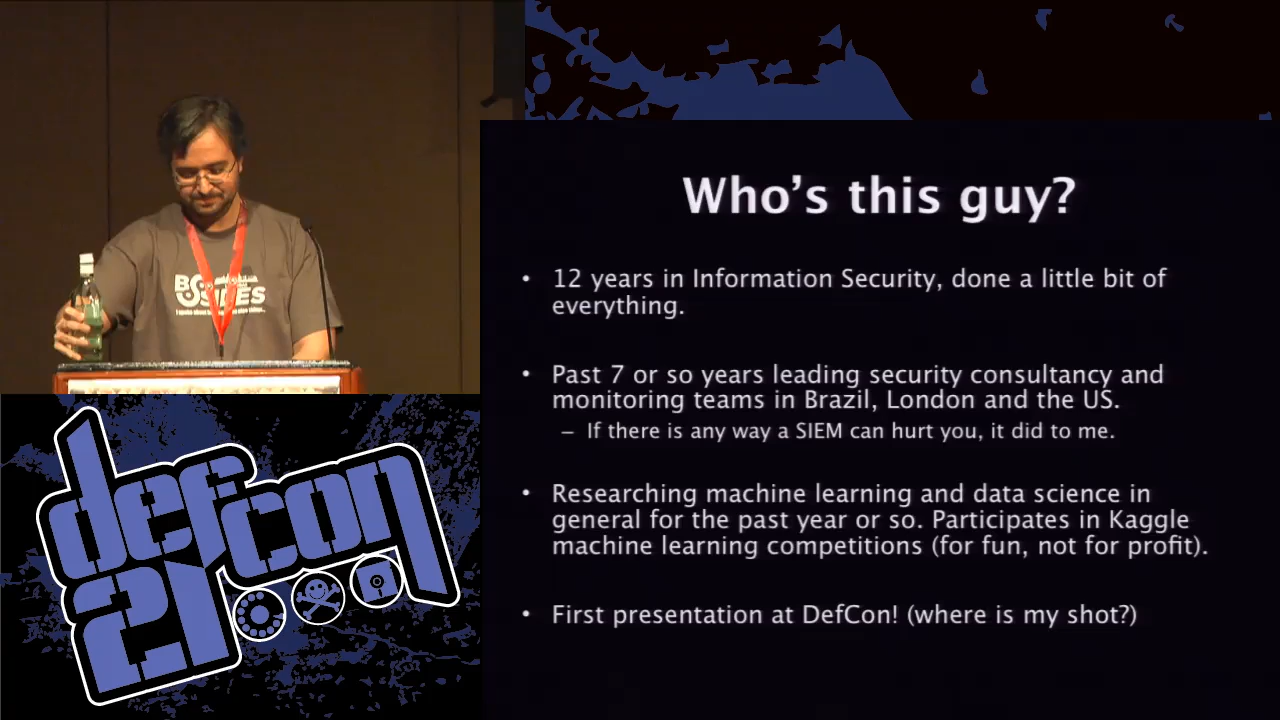 Who's this guy?
• 12 years in Information Security, done a little bit of
everything.
• Past 7 or so years leading security consultancy and
monitoring teams in Brazil, London and the US.
– If there is any way a SIEM can hurt you, it did to me.
• Researching machine learning and data science in
general for the past year or so. Participates in Kaggle
machine learning competitions (for fun, not for profit).
• First presentation at DefCon! (where is my shot?)
BSIDES
defcon
21